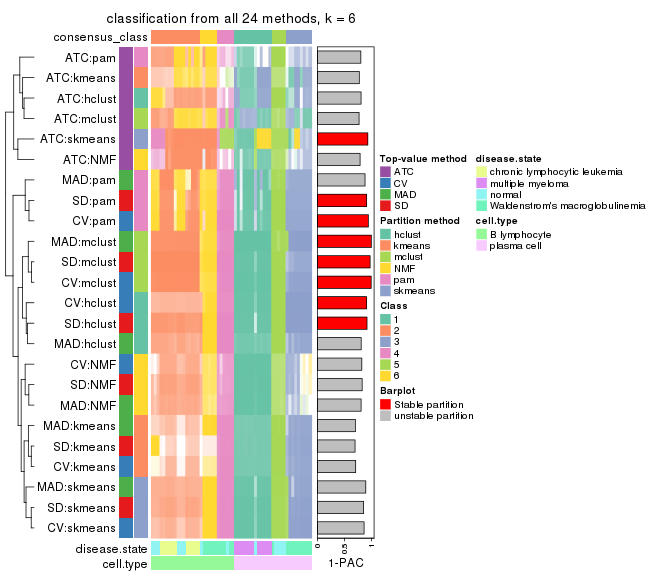 classification from all 24 methods, k = 6
consensus_class
ATC:pam
ATC:kmeans
ATC:hclust
ATC:mclust
ATC:skmeans
ATC:NMF
MAD:pam
SD:pam
CV:pam
MAD:mclust
SD:mclust
CV:mclust
CV:hclust
SD:hclust
MAD:hclust
CV:NMF
SD:NMF
MAD:NMF
MAD:kmeans
SD:kmeans
CV:kmeans
MAD:skmeans
SD:skmeans
CV:skmeans
disease.state
cell.type
0
0.5
1
1-PAC
Top-value method
ATC
CV
MAD
SD
Partition method
hclust
kmeans
mclust
NMF
pam
skmeans
Class
1
2
3
4
5
6
Barplot
Stable partition
unstable partition
disease.state
chronic lymphocytic leukemia
multiple myeloma
normal
Waldenstrom's macroglobulinemia
cell.type
B lymphocyte
plasma cell